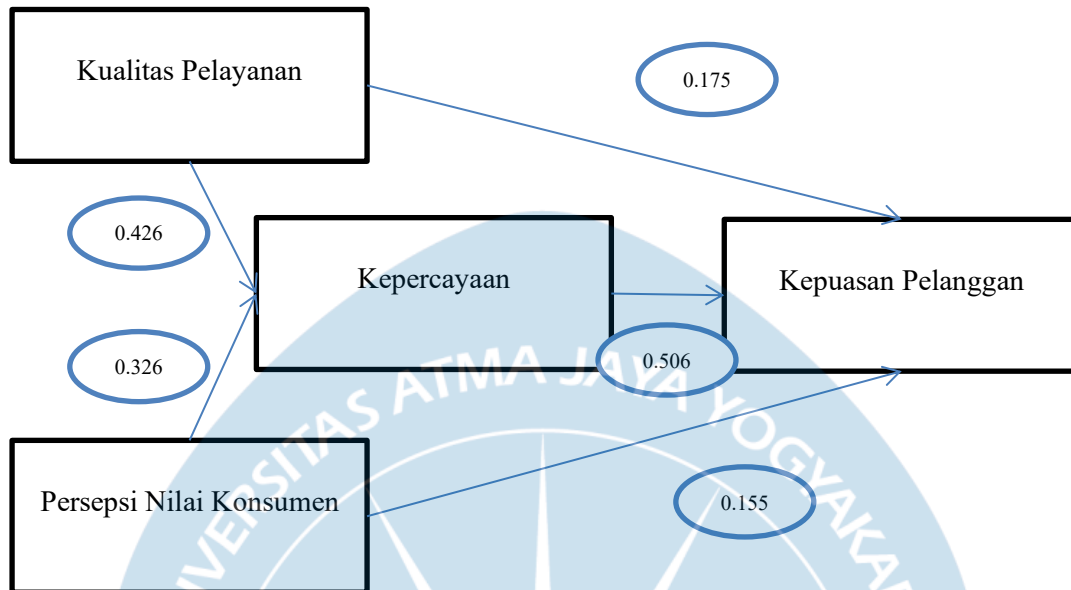 Kualitas Pelayanan
0.175
0.426
Kepercayaan
Kepuasan Pelanggan
0.326
0.506
Persepsi Nilai Konsumen
0.155
UNIVERSITAS ATMA JAYA YOGYAKAR